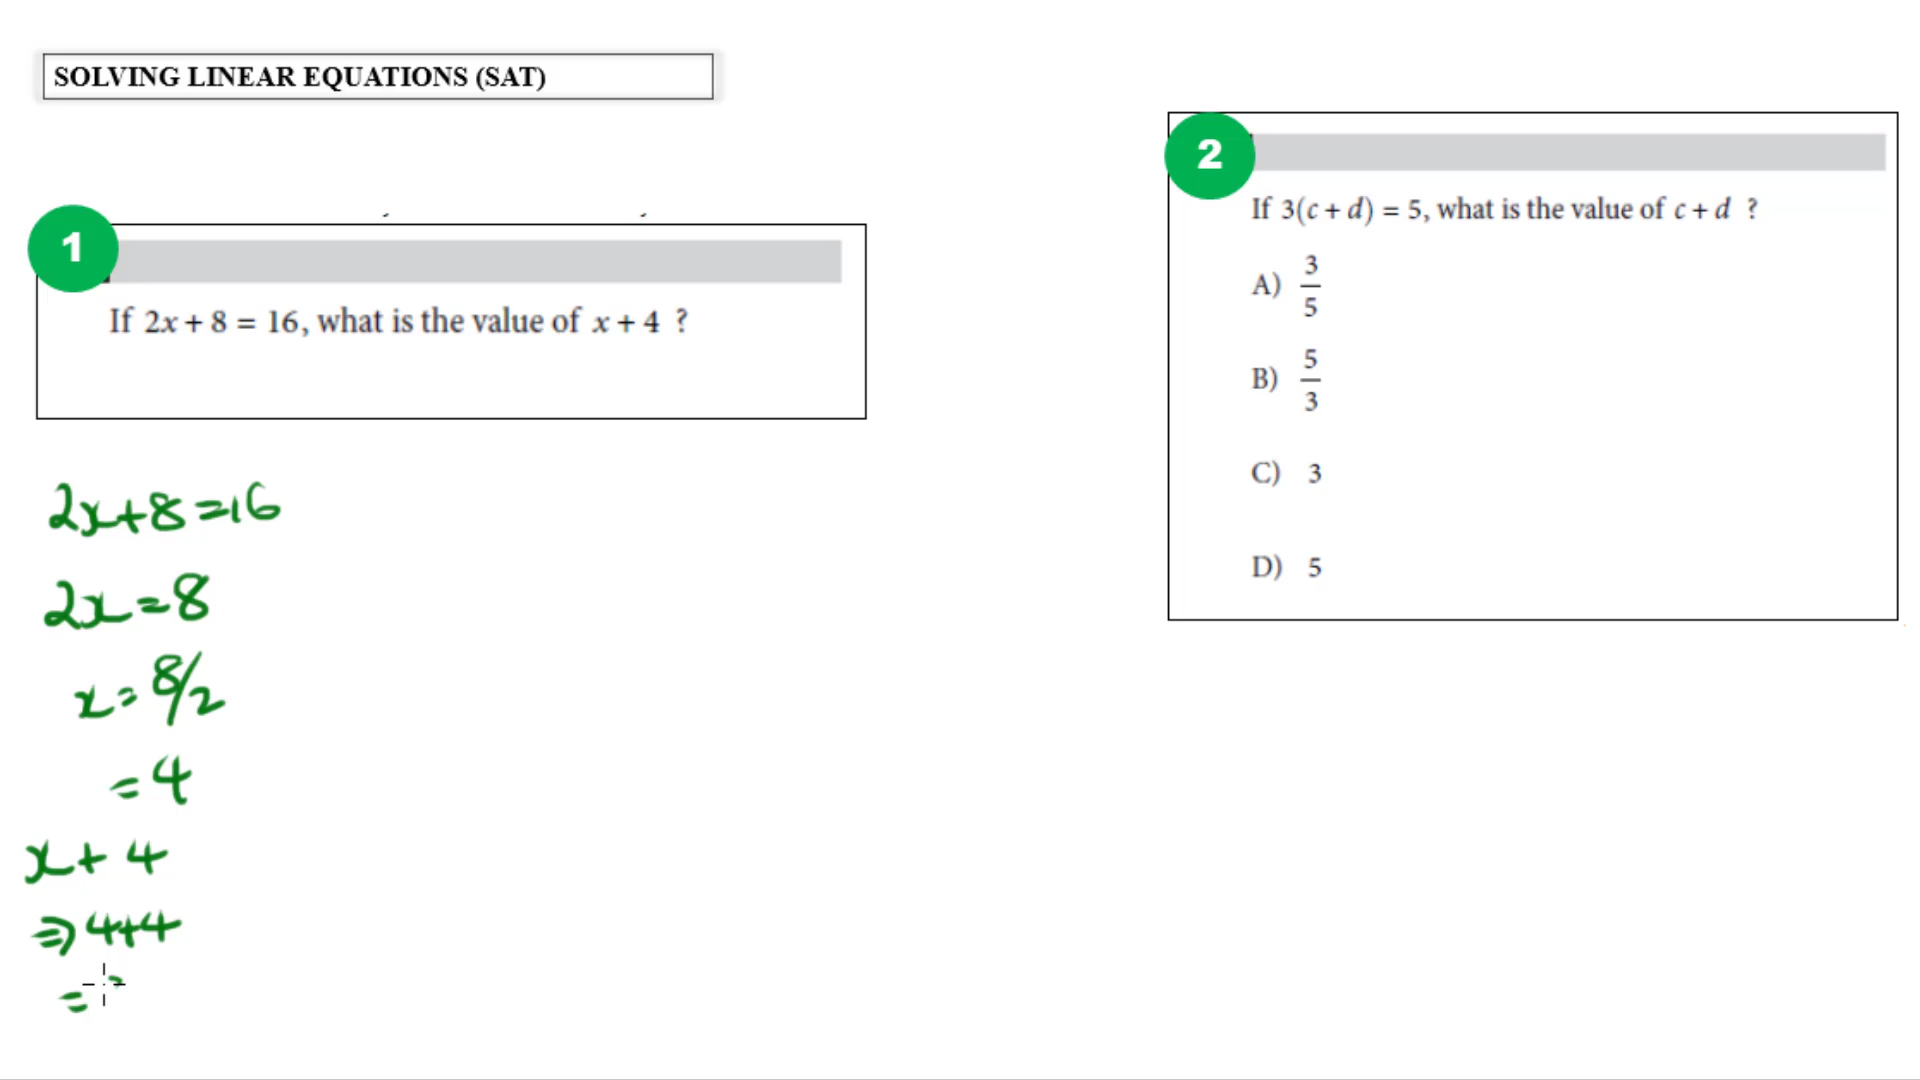 SOLVING LINEAR EQUATIONS (SAT)
1
If 2x + 8 = 16, what is the value of x + 4 ?
2x+8=16
2x=8
x=8/2
=4
x+4
⇒4+4
=
2
If 3(c + d) = 5, what is the value of c + d ?
A) 3/5
B) 5/3
C) 3
D) 5